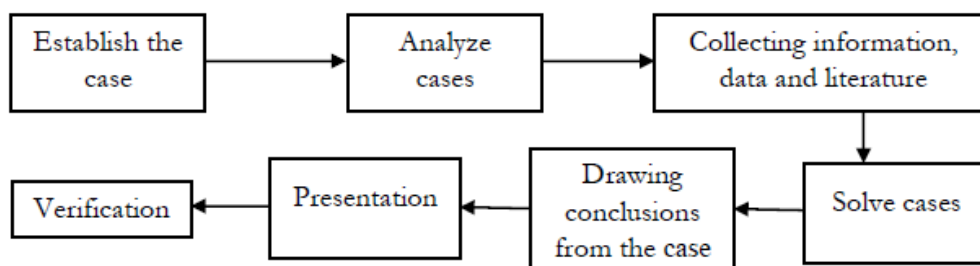 Establish the
case
Analyze
cases
Collecting information,
data and literature
Solve cases
Drawing
conclusions
from the case
Presentation
Verification